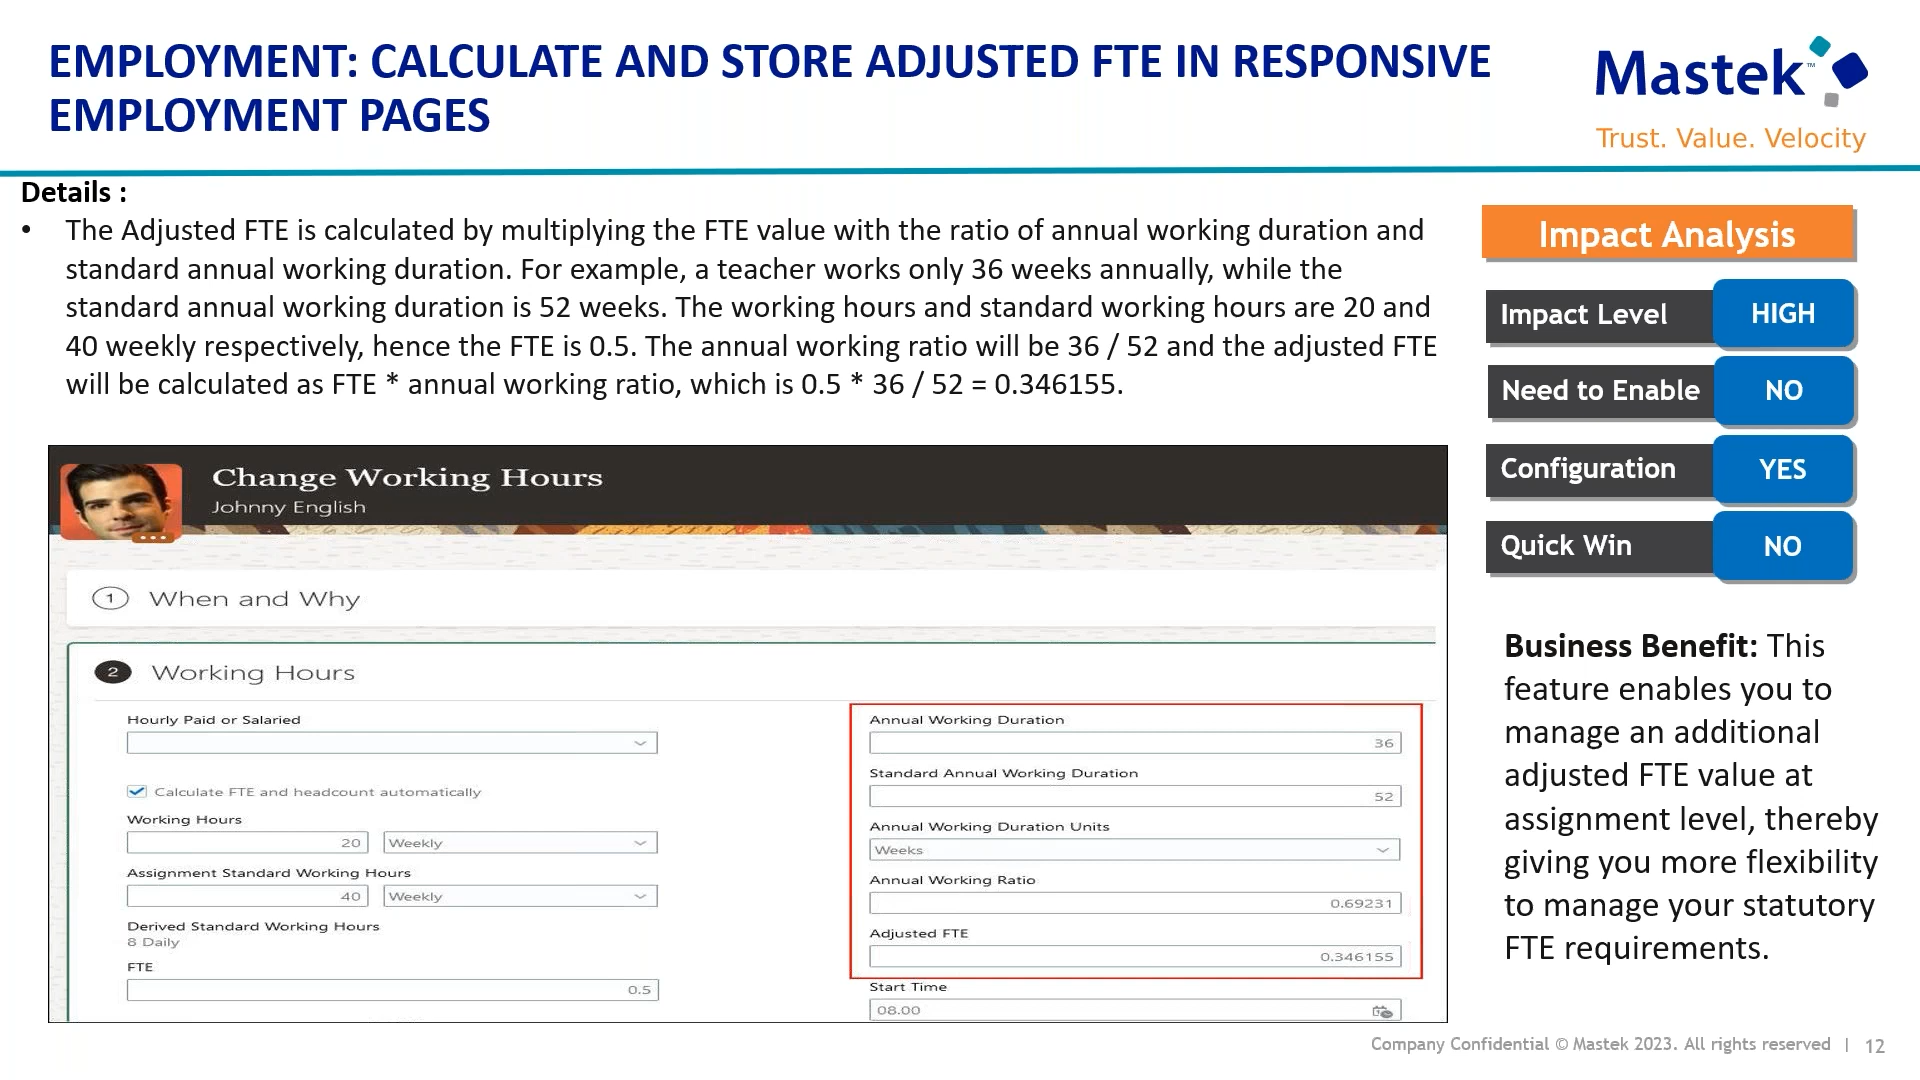 EMPLOYMENT: CALCULATE AND STORE ADJUSTED FTE IN RESPONSIVE
EMPLOYMENT PAGES
Mastek™
Trust. Value. Velocity
Details :
• The Adjusted FTE is calculated by multiplying the FTE value with the ratio of annual working duration and
standard annual working duration. For example, a teacher works only 36 weeks annually, while the
standard annual working duration is 52 weeks. The working hours and standard working hours are 20 and
40 weekly respectively, hence the FTE is 0.5. The annual working ratio will be 36 / 52 and the adjusted FTE
will be calculated as FTE * annual working ratio, which is 0.5 * 36 / 52 = 0.346155.
Change Working Hours
Johnny English
1 When and Why
2 Working Hours
Hourly Paid or Salaried
Calculate FTE and headcount automatically
Working Hours
20 Weekly
Assignment Standard Working Hours
40 Weekly
Derived Standard Working Hours
8 Daily
FTE
0.5
Annual Working Duration
36
Standard Annual Working Duration
52
Annual Working Duration Units
Weeks
Annual Working Ratio
0.69231
Adjusted FTE
0.346155
Start Time
08.00
Impact Analysis
Impact Level HIGH
Need to Enable NO
Configuration YES
Quick Win NO
Business Benefit: This
feature enables you to
manage an additional
adjusted FTE value at
assignment level, thereby
giving you more flexibility
to manage your statutory
FTE requirements.
Company Confidential © Mastek 2023. All rights reserved | 12